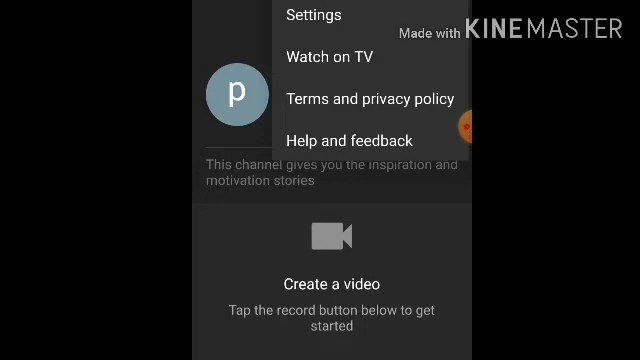 Settings
Made with KINEMASTER
Watch on TV
p
Terms and privacy policy
Help and feedback
This channel gives you the inspiration and
motivation stories
Create a video
Tap the record button below to get
started